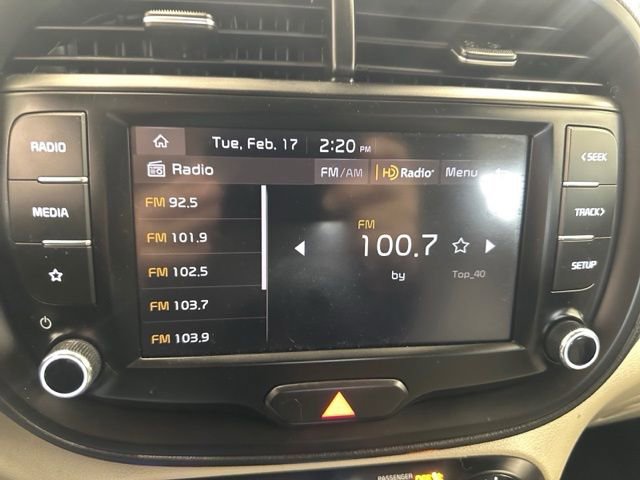 RADIO
MEDIA
Tue, Feb. 17 2:20 PM
Radio FM/AM HD Radio Menu
FM 92.5
FM 101.9
FM 102.5
FM 103.7
FM 103.9
FM
100.7
by Top_40
< SEEK
TRACK >
SETUP
PASSENGER
OFF